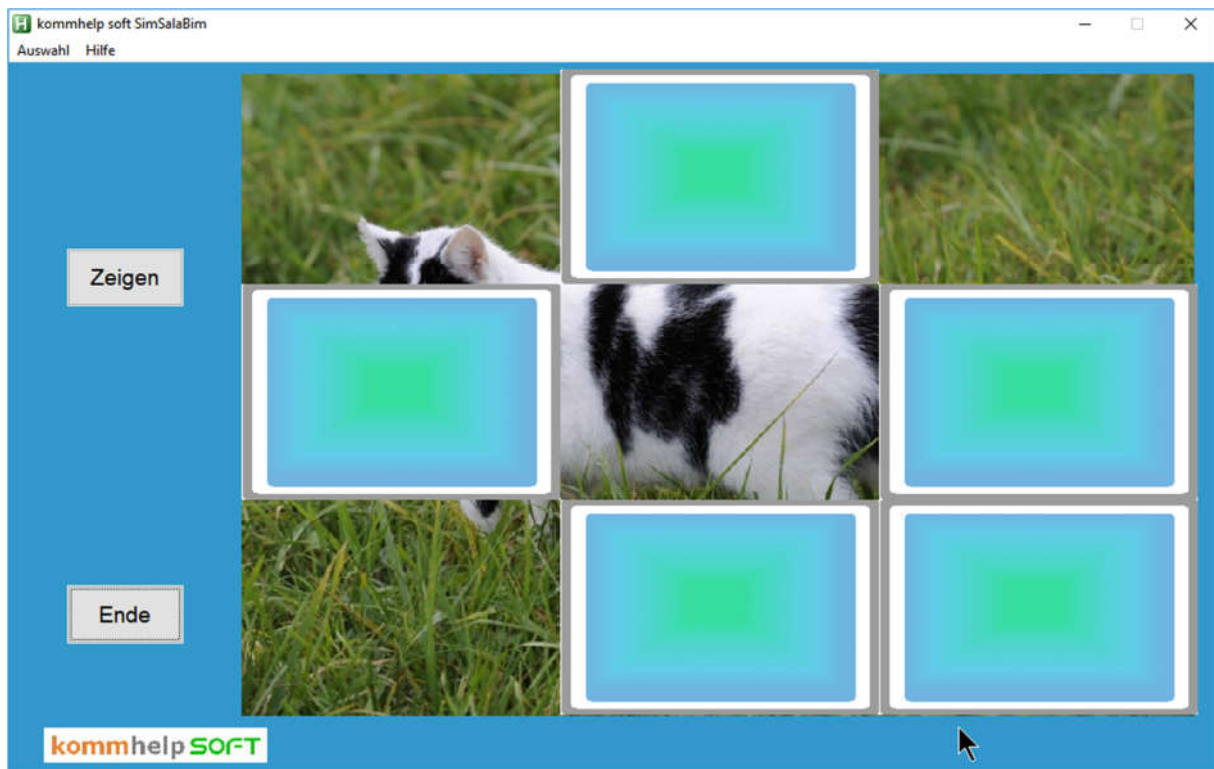 kommhelp soft SimSalaBim
Auswahl Hilfe
Zeigen
Ende
kommhelp SOFT